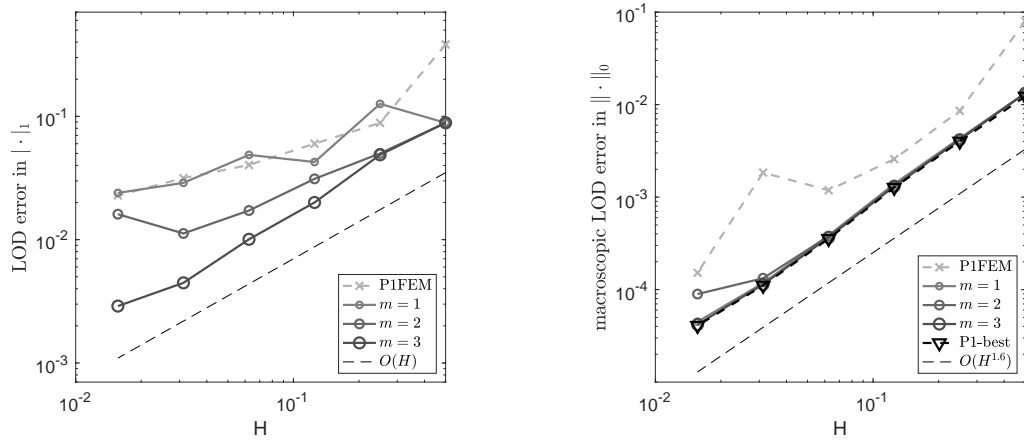 LOD error in | · |₁
10⁻¹
10⁻²
10⁻³
10⁻²
10⁻¹
H
P1FEM
m = 1
m = 2
m = 3
O(H)
macroscopic LOD error in ‖ · ‖₀
10⁻¹
10⁻²
10⁻³
10⁻⁴
10⁻²
10⁻¹
H
P1FEM
m = 1
m = 2
m = 3
P1-best
O(H¹·⁶)